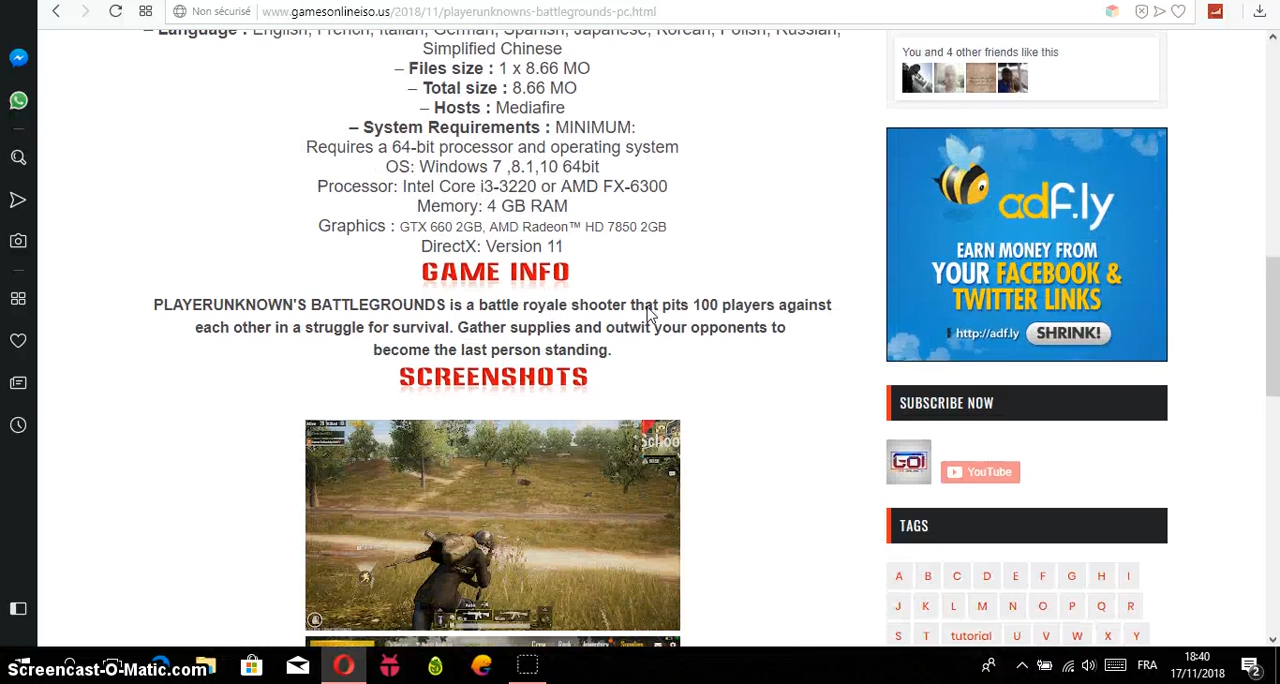 Non sécurisé www.gamesonlineiso.us/2018/11/playerunknowns-battlegrounds-pc.html
– Language : English, French, Italian, German, Spanish, Japanese, Korean, Polish, Russian,
Simplified Chinese
– Files size : 1 x 8.66 MO
– Total size : 8.66 MO
– Hosts : Mediafire
– System Requirements : MINIMUM:
Requires a 64-bit processor and operating system
OS: Windows 7 ,8.1,10 64bit
Processor: Intel Core i3-3220 or AMD FX-6300
Memory: 4 GB RAM
Graphics : GTX 660 2GB, AMD Radeon™ HD 7850 2GB
DirectX: Version 11
GAME INFO
PLAYERUNKNOWN'S BATTLEGROUNDS is a battle royale shooter that pits 100 players against
each other in a struggle for survival. Gather supplies and outwit your opponents to
become the last person standing.
SCREENSHOTS
School
You and 4 other friends like this
adf.ly
EARN MONEY FROM
YOUR FACEBOOK &
TWITTER LINKS
http://adf.ly SHRINK!
SUBSCRIBE NOW
GO!
YouTube
TAGS
A B C D E F G H I
J K L M N O P Q R
S T tutorial U V W X Y
Screencast-O-Matic.com
FRA
18:40
17/11/2018
2